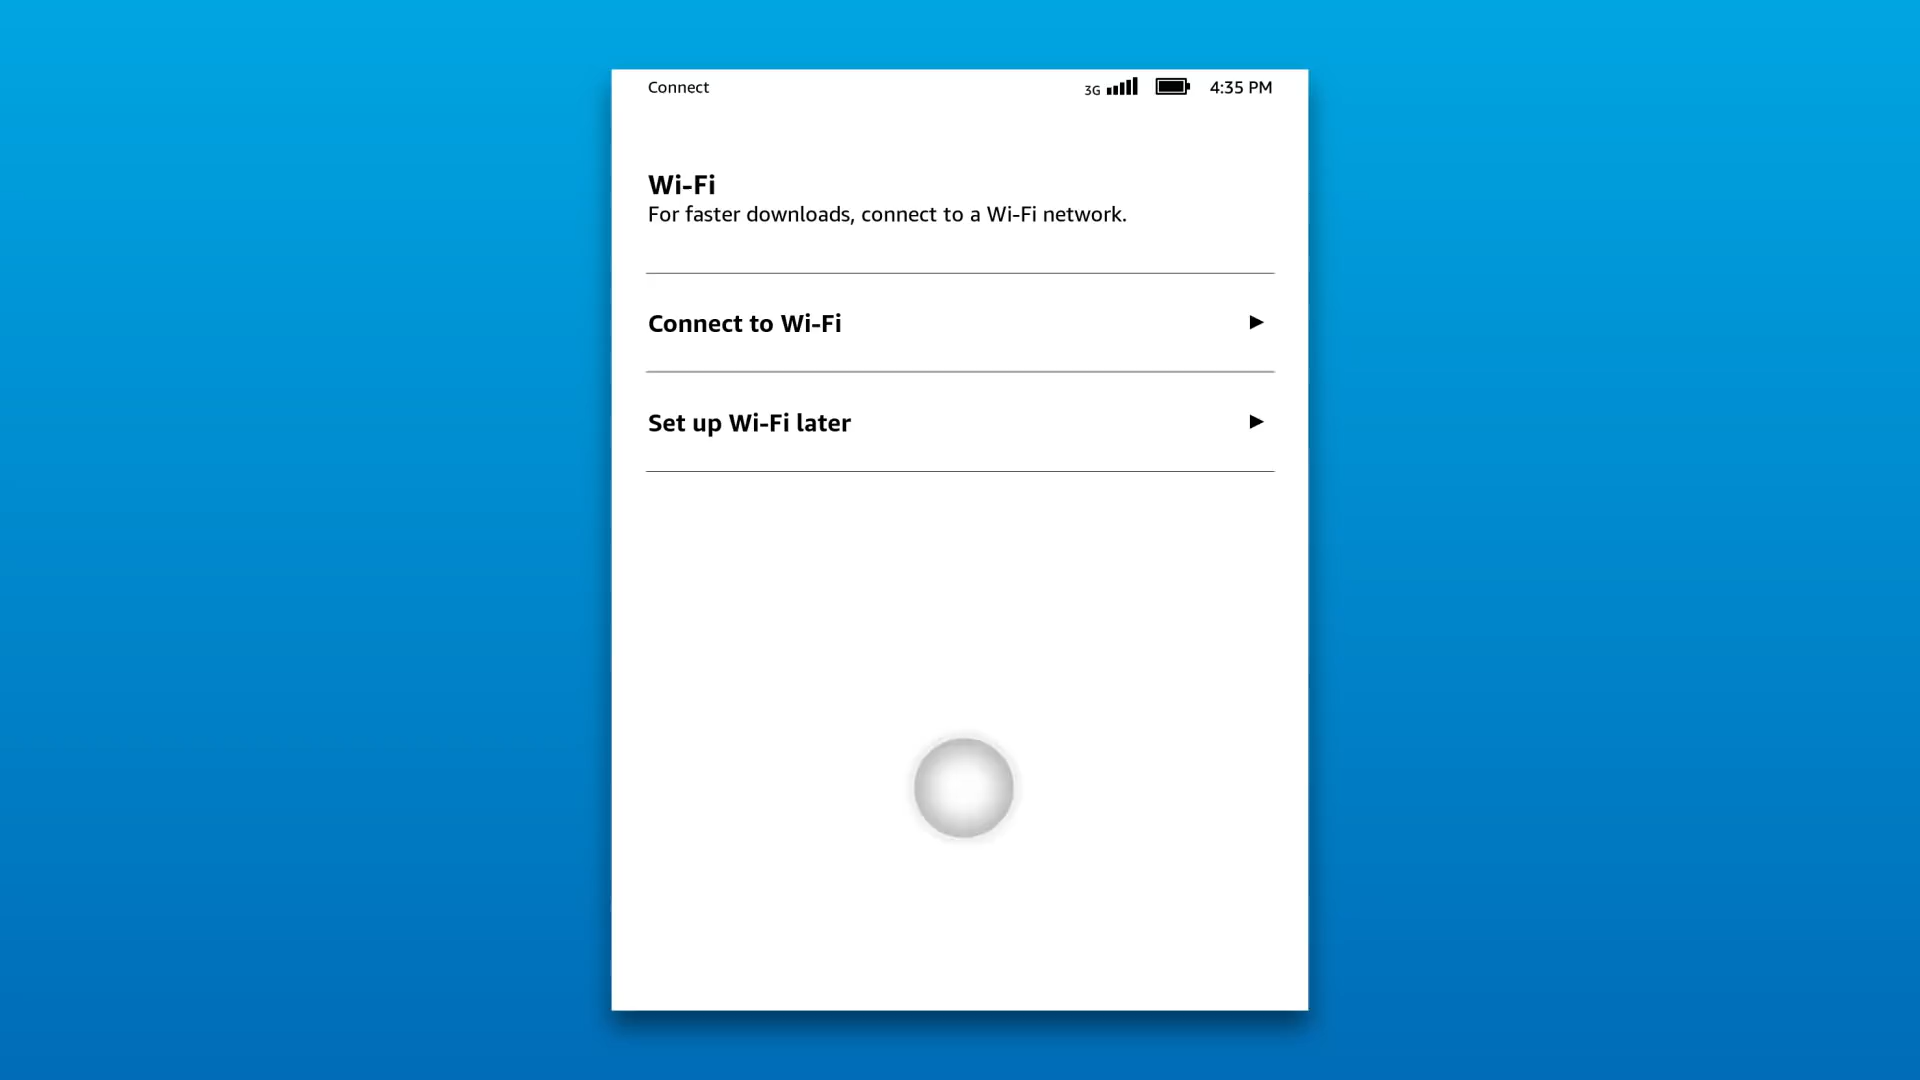 Connect
3G 4:35 PM
Wi-Fi
For faster downloads, connect to a Wi-Fi network.
Connect to Wi-Fi
Set up Wi-Fi later